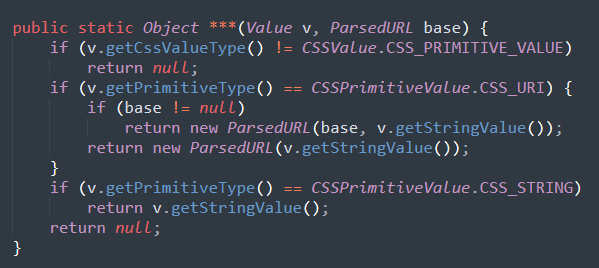 public static Object ***(Value v, ParsedURL base) {
    if (v.getCssValueType() != CSSValue.CSS_PRIMITIVE_VALUE)
        return null;
    if (v.getPrimitiveType() == CSSPrimitiveValue.CSS_URI) {
        if (base != null)
            return new ParsedURL(base, v.getStringValue());
        return new ParsedURL(v.getStringValue());
    }
    if (v.getPrimitiveType() == CSSPrimitiveValue.CSS_STRING)
        return v.getStringValue();
    return null;
}